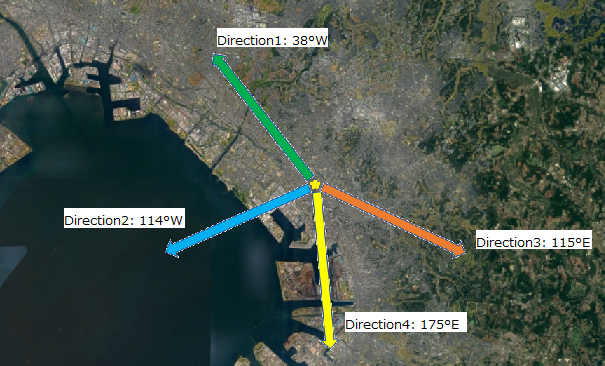 Direction1: 38°W
Direction2: 114°W
Direction3: 115°E
Direction4: 175°E